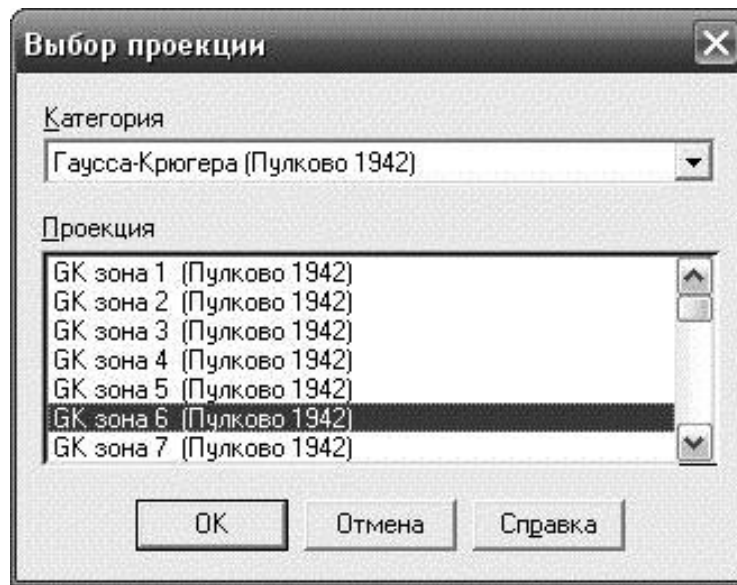 Выбор проекции
Категория
Гаусса-Крюгера (Пулково 1942)
Проекция
GK зона 1 (Пулково 1942)
GK зона 2 (Пулково 1942)
GK зона 3 (Пулково 1942)
GK зона 4 (Пулково 1942)
GK зона 5 (Пулково 1942)
GK зона 6 (Пулково 1942)
GK зона 7 (Пулково 1942)
OK Отмена Справка